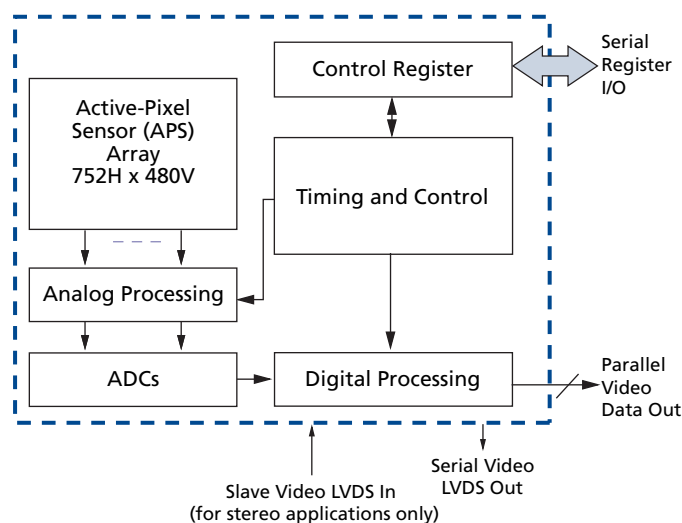 Control Register
Serial
Register
I/O
Active-Pixel
Sensor (APS)
Array
752H x 480V
Timing and Control
Analog Processing
ADCs
Digital Processing
Parallel
Video
Data Out
Slave Video LVDS In
(for stereo applications only)
Serial Video
LVDS Out